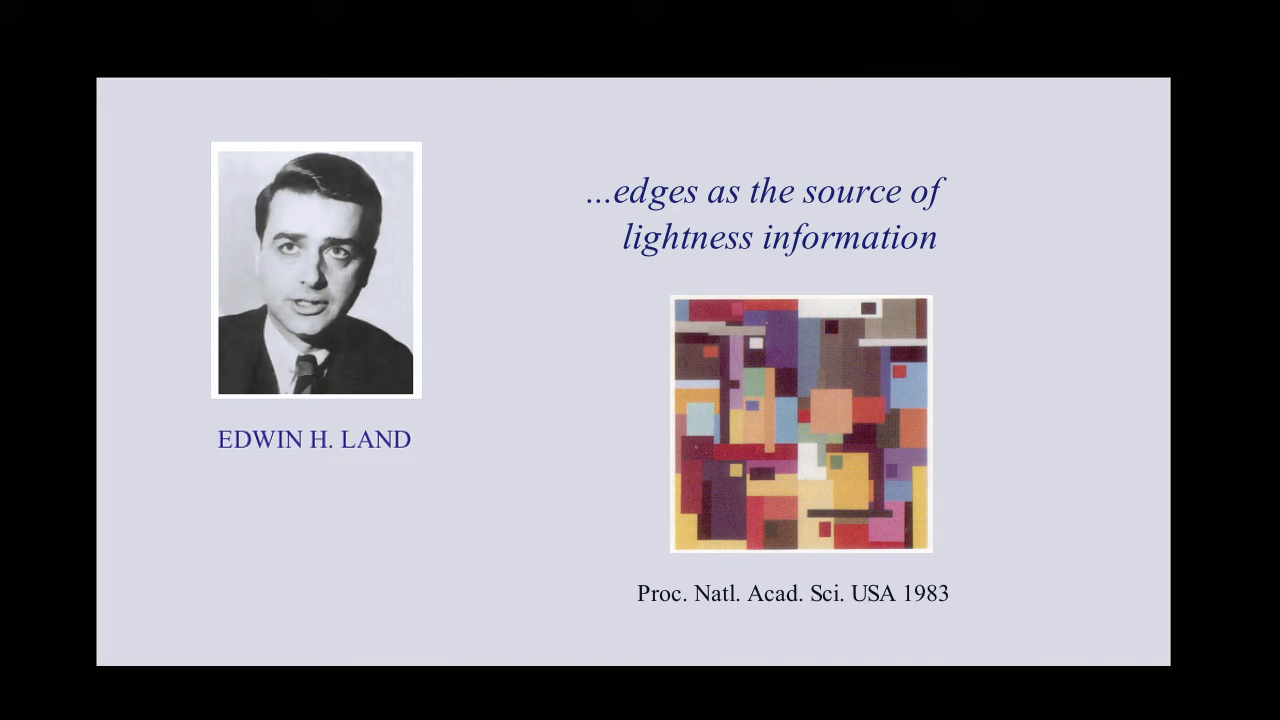 ...edges as the source of
lightness information
EDWIN H. LAND
Proc. Natl. Acad. Sci. USA 1983